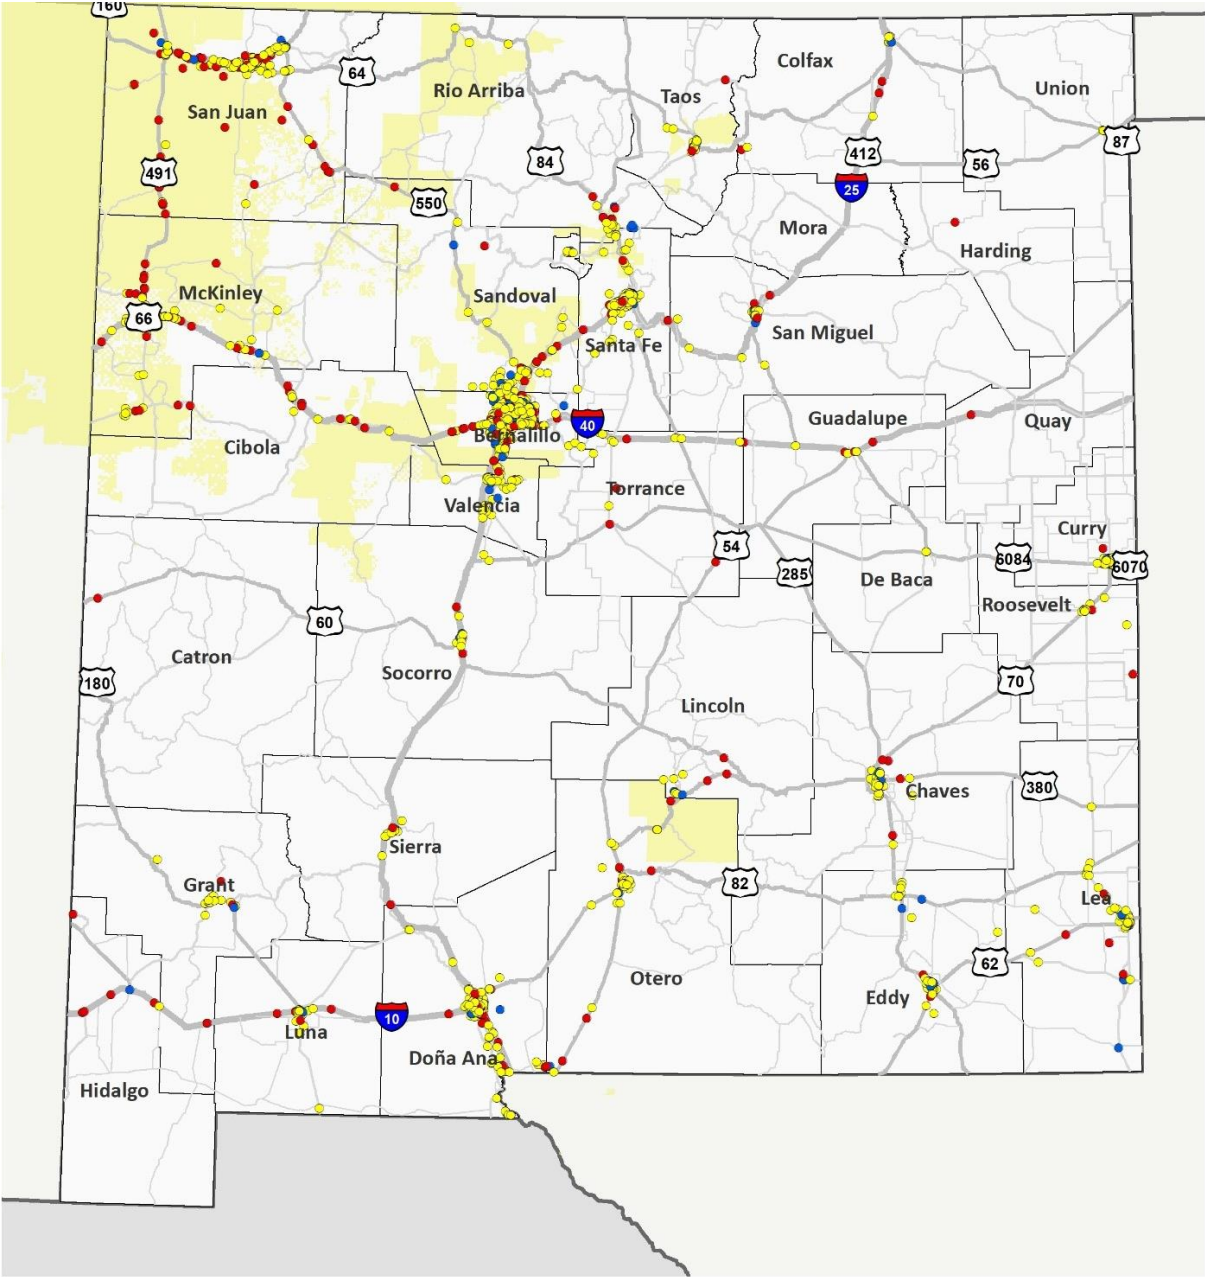 160
Colfax
64
Rio Arriba
Taos
Union
San Juan
87
412
84
56
491
25
550
Mora
Harding
McKinley
Sandoval
66
San Miguel
Santa Fe
Guadalupe
Quay
40
Bernalillo
Cibola
Torrance
Valencia
Curry
54
6084
6070
285
De Baca
Roosevelt
60
Catron
Socorro
180
70
Lincoln
380
Chaves
Sierra
82
Grant
Lea
62
Otero
Eddy
10
Luna
Doña Ana
Hidalgo